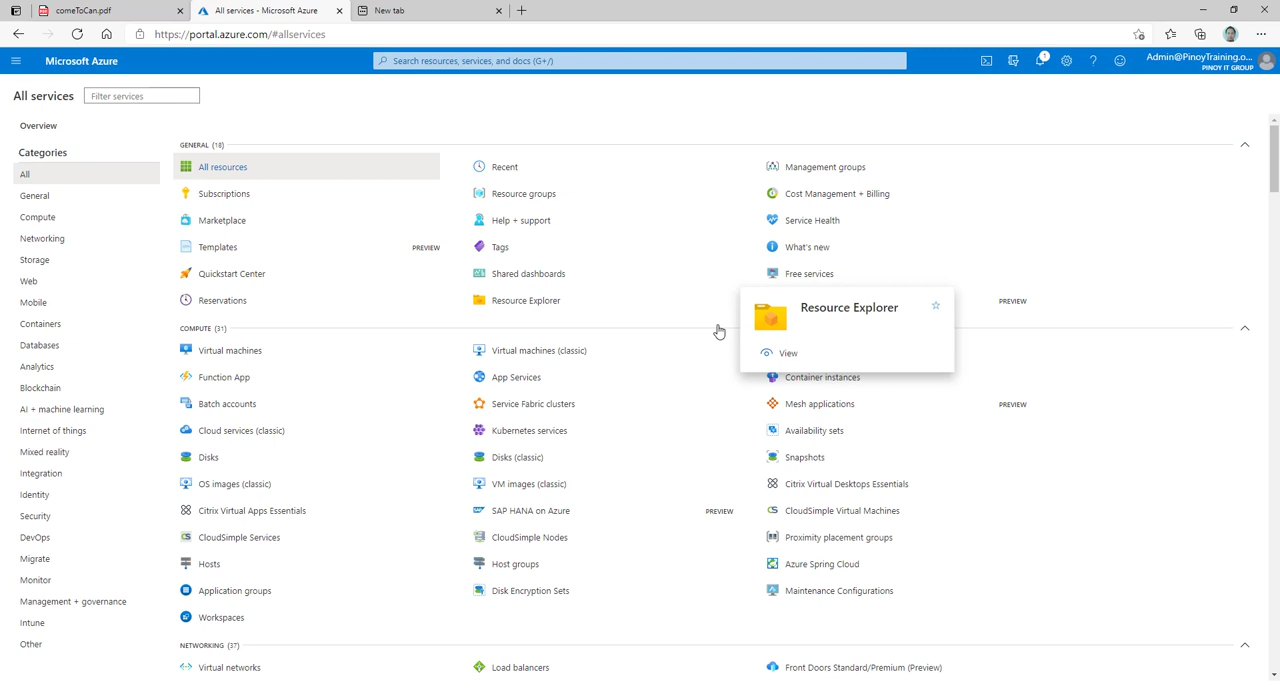 comeToCan.pdf
All services - Microsoft Azure
New tab
https://portal.azure.com/#allservices
Microsoft Azure
Search resources, services, and docs (G+/)
1
Admin@PinoyTraining.o...
PINOY IT GROUP
All services
Filter services
Overview
Categories
All
General
Compute
Networking
Storage
Web
Mobile
Containers
Databases
Analytics
Blockchain
AI + machine learning
Internet of things
Mixed reality
Integration
Identity
Security
DevOps
Migrate
Monitor
Management + governance
Intune
Other
GENERAL (18)
All resources
Recent
Management groups
Subscriptions
Resource groups
Cost Management + Billing
Marketplace
Help + support
Service Health
Templates PREVIEW
Tags
What's new
Quickstart Center
Shared dashboards
Free services
Reservations
Resource Explorer
PREVIEW
Resource Explorer
View
COMPUTE (31)
Virtual machines
Virtual machines (classic)
Function App
App Services
Container instances
Batch accounts
Service Fabric clusters
Mesh applications PREVIEW
Cloud services (classic)
Kubernetes services
Availability sets
Disks
Disks (classic)
Snapshots
OS images (classic)
VM images (classic)
Citrix Virtual Desktops Essentials
Citrix Virtual Apps Essentials
SAP HANA on Azure PREVIEW
CloudSimple Virtual Machines
CloudSimple Services
CloudSimple Nodes
Proximity placement groups
Hosts
Host groups
Azure Spring Cloud
Application groups
Disk Encryption Sets
Maintenance Configurations
Workspaces
NETWORKING (37)
Virtual networks
Load balancers
Front Doors Standard/Premium (Preview)